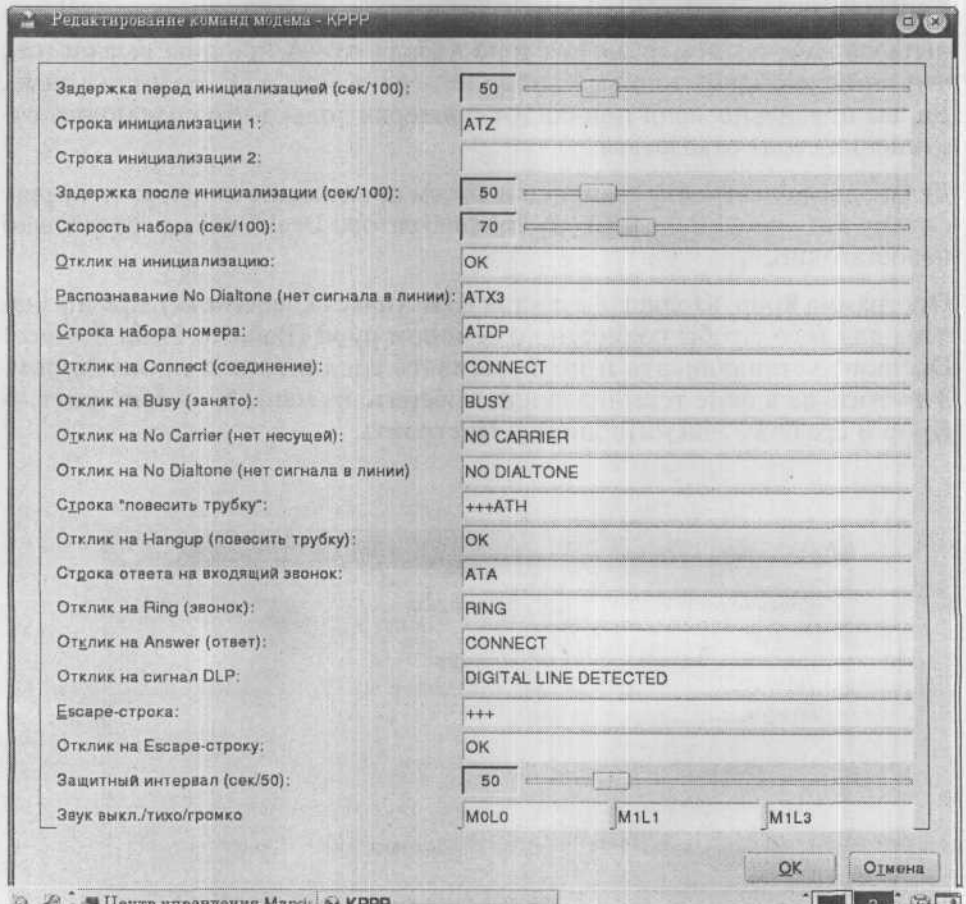 Редактирование команд модема - KPPP
Задержка перед инициализацией (сек/100): 50
Строка инициализации 1: ATZ
Строка инициализации 2:
Задержка после инициализации (сек/100): 50
Скорость набора (сек/100): 70
Отклик на инициализацию: OK
Распознавание No Dialtone (нет сигнала в линии): ATX3
Строка набора номера: ATDP
Отклик на Connect (соединение): CONNECT
Отклик на Busy (занято): BUSY
Отклик на No Carrier (нет несущей): NO CARRIER
Отклик на No Dialtone (нет сигнала в линии) NO DIALTONE
Строка "повесить трубку": +++ATH
Отклик на Hangup (повесить трубку): OK
Строка ответа на входящий звонок: ATA
Отклик на Ring (звонок): RING
Отклик на Answer (ответ): CONNECT
Отклик на сигнал DLP: DIGITAL LINE DETECTED
Escape-строка: +++
Отклик на Escape-строку: OK
Защитный интервал (сек/50): 50
Звук выкл./тихо/громко M0L0 M1L1 M1L3
OK Отмена
Центр управления KPPP 2